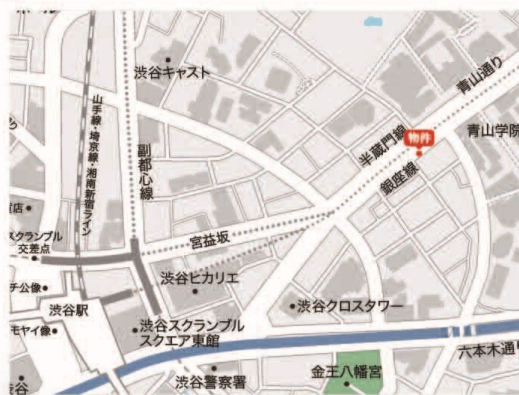 渋谷キャスト
青山通り
山手線・埼京線・湘南新宿ライン
副都心線
半蔵門線
物件
銀座線
青山学院
宮益坂
スクランブル
交差点
渋谷ヒカリエ
チ公像
渋谷駅
渋谷クロスタワー
モヤイ像
渋谷スクランブル
スクエア東館
六本木通り
渋谷警察署
金王八幡宮
渋谷